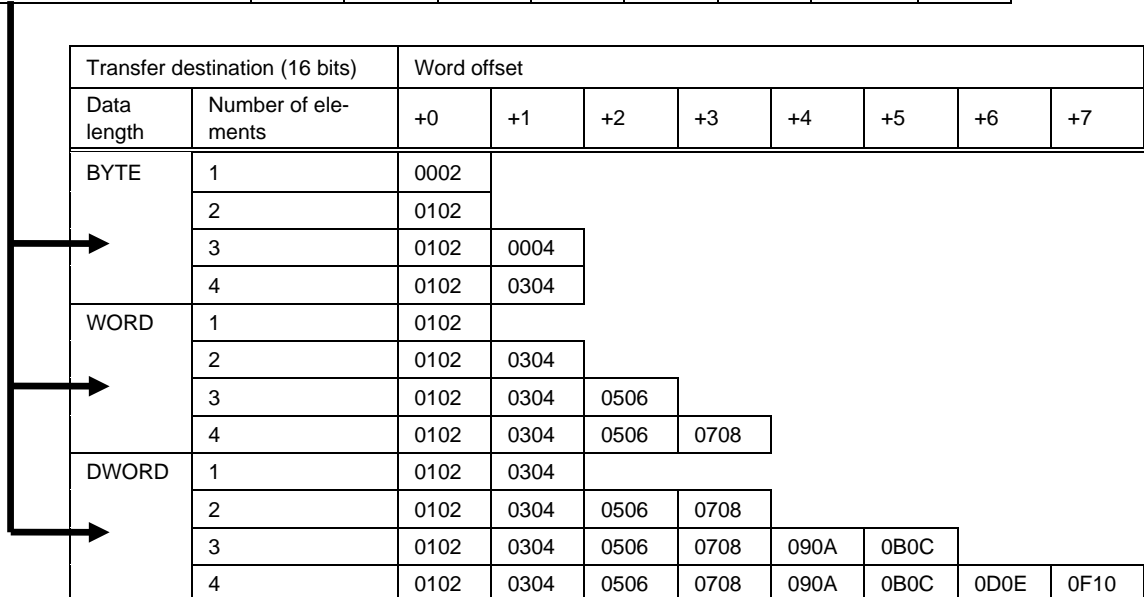 Transfer destination (16 bits) Word offset
Data length Number of ele-ments +0 +1 +2 +3 +4 +5 +6 +7
BYTE 1 0002
2 0102
3 0102 0004
4 0102 0304
WORD 1 0102
2 0102 0304
3 0102 0304 0506
4 0102 0304 0506 0708
DWORD 1 0102 0304
2 0102 0304 0506 0708
3 0102 0304 0506 0708 090A 0B0C
4 0102 0304 0506 0708 090A 0B0C 0D0E 0F10